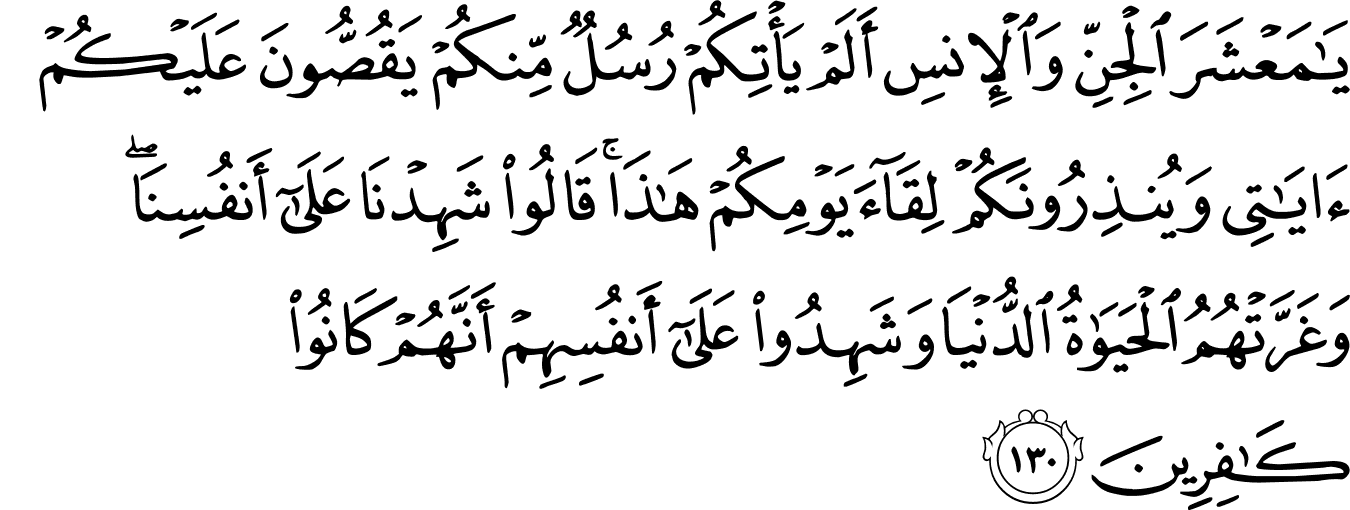 يَٰمَعۡشَرَ ٱلۡجِنِّ وَٱلۡإِنسِ أَلَمۡ يَأۡتِكُمۡ رُسُلٞ مِّنكُمۡ يَقُصُّونَ عَلَيۡكُمۡ
ءَايَٰتِي وَيُنذِرُونَكُمۡ لِقَآءَ يَوۡمِكُمۡ هَٰذَاۚ قَالُواْ شَهِدۡنَا عَلَىٰٓ أَنفُسِنَاۖ
وَغَرَّتۡهُمُ ٱلۡحَيَوٰةُ ٱلدُّنۡيَا وَشَهِدُواْ عَلَىٰٓ أَنفُسِهِمۡ أَنَّهُمۡ كَانُواْ
كَٰفِرِينَ ١٣٠